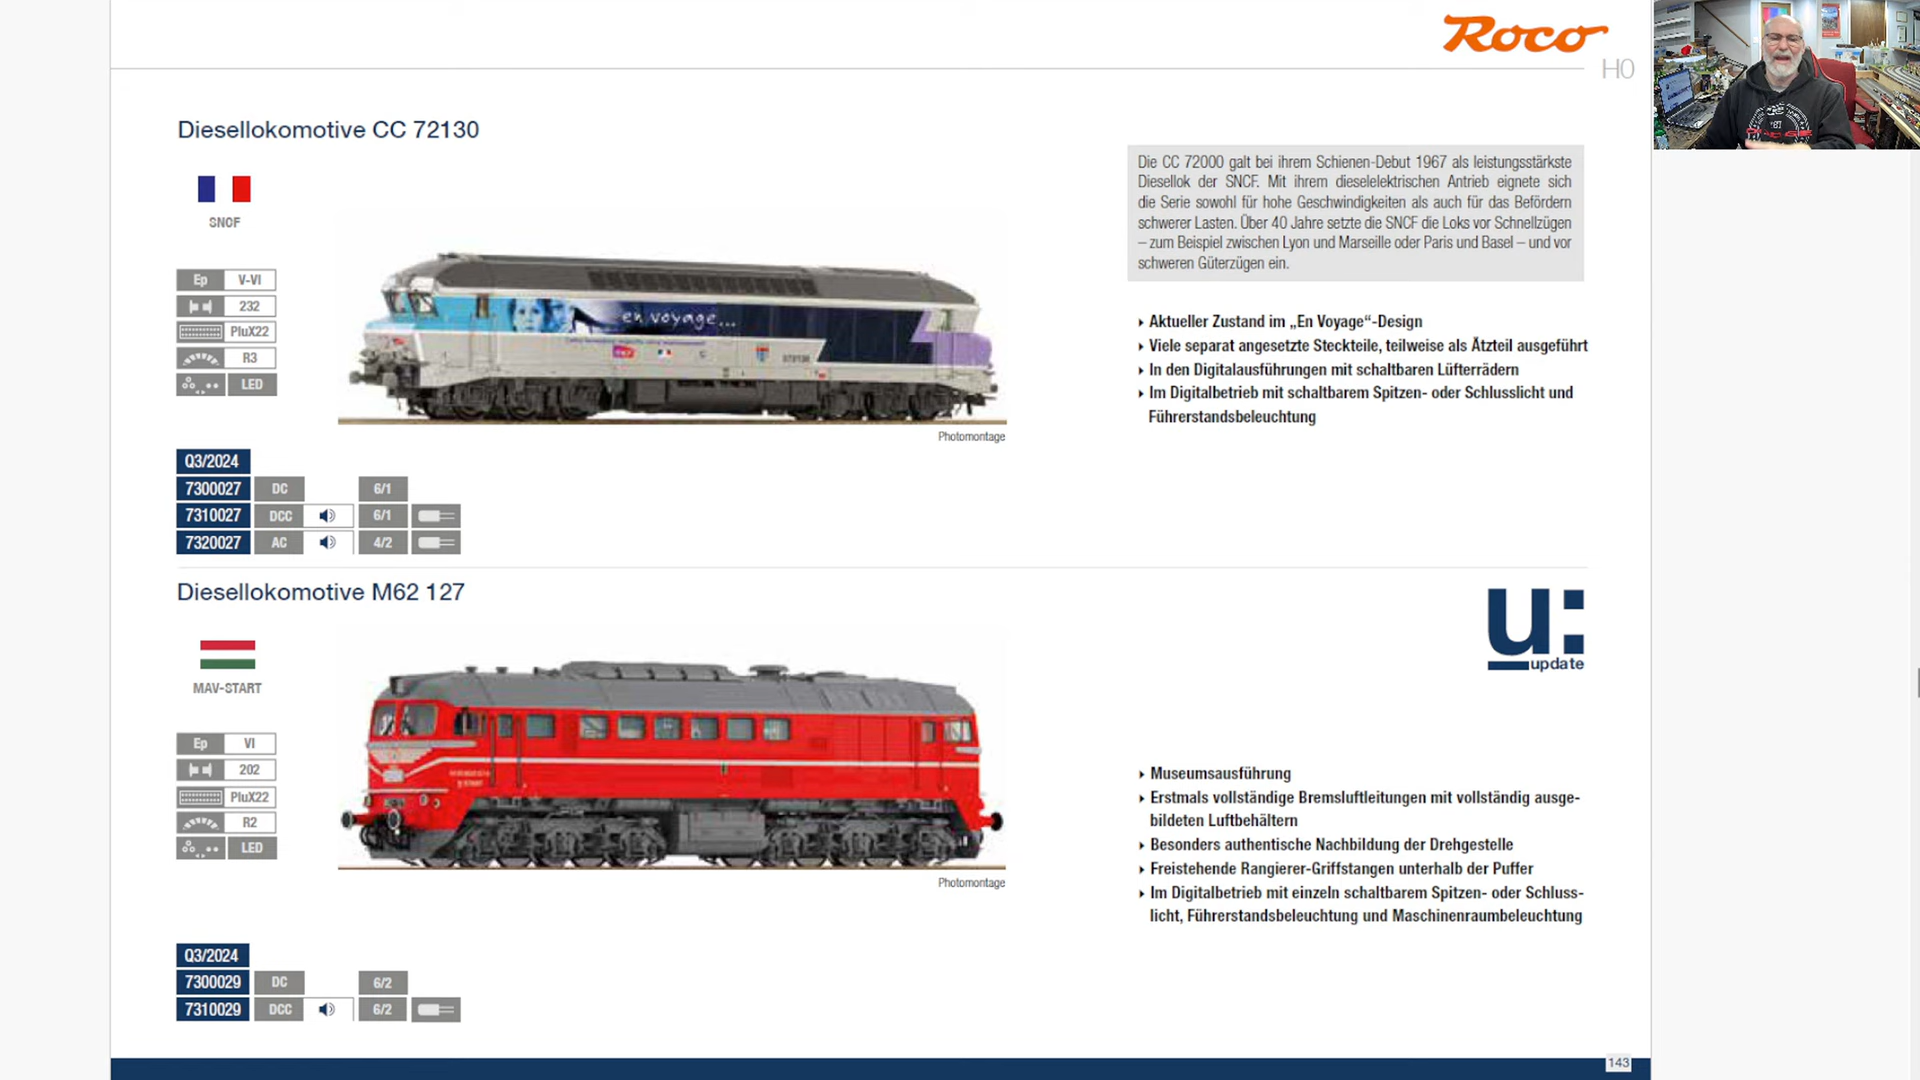 Roco
H0
Diesellokomotive CC 72130
SNCF
Ep V-VI
232
PluX22
R3
LED
en voyage...
Photomontage
Die CC 72000 galt bei ihrem Schienen-Debut 1967 als leistungsstärkste
Diesellok der SNCF. Mit ihrem dieselelektrischen Antrieb eignete sich
die Serie sowohl für hohe Geschwindigkeiten als auch für das Befördern
schwerer Lasten. Über 40 Jahre setzte die SNCF die Loks vor Schnellzügen
– zum Beispiel zwischen Lyon und Marseille oder Paris und Basel – und vor
schweren Güterzügen ein.
Aktueller Zustand im „En Voyage“-Design
Viele separat angesetzte Steckteile, teilweise als Ätzteil ausgeführt
In den Digitalausführungen mit schaltbaren Lüfterrädern
Im Digitalbetrieb mit schaltbarem Spitzen- oder Schlusslicht und
Führerstandsbeleuchtung
Q3/2024
7300027 DC 6/1
7310027 DCC 6/1
7320027 AC 4/2
Diesellokomotive M62 127
MAV-START
Ep VI
202
PluX22
R2
LED
Photomontage
u:
update
Museumsausführung
Erstmals vollständige Bremsluftleitungen mit vollständig ausge-
bildeten Luftbehältern
Besonders authentische Nachbildung der Drehgestelle
Freistehende Rangierer-Griffstangen unterhalb der Puffer
Im Digitalbetrieb mit einzeln schaltbarem Spitzen- oder Schluss-
licht, Führerstandsbeleuchtung und Maschinenraumbeleuchtung
Q3/2024
7300029 DC 6/2
7310029 DCC 6/2
143